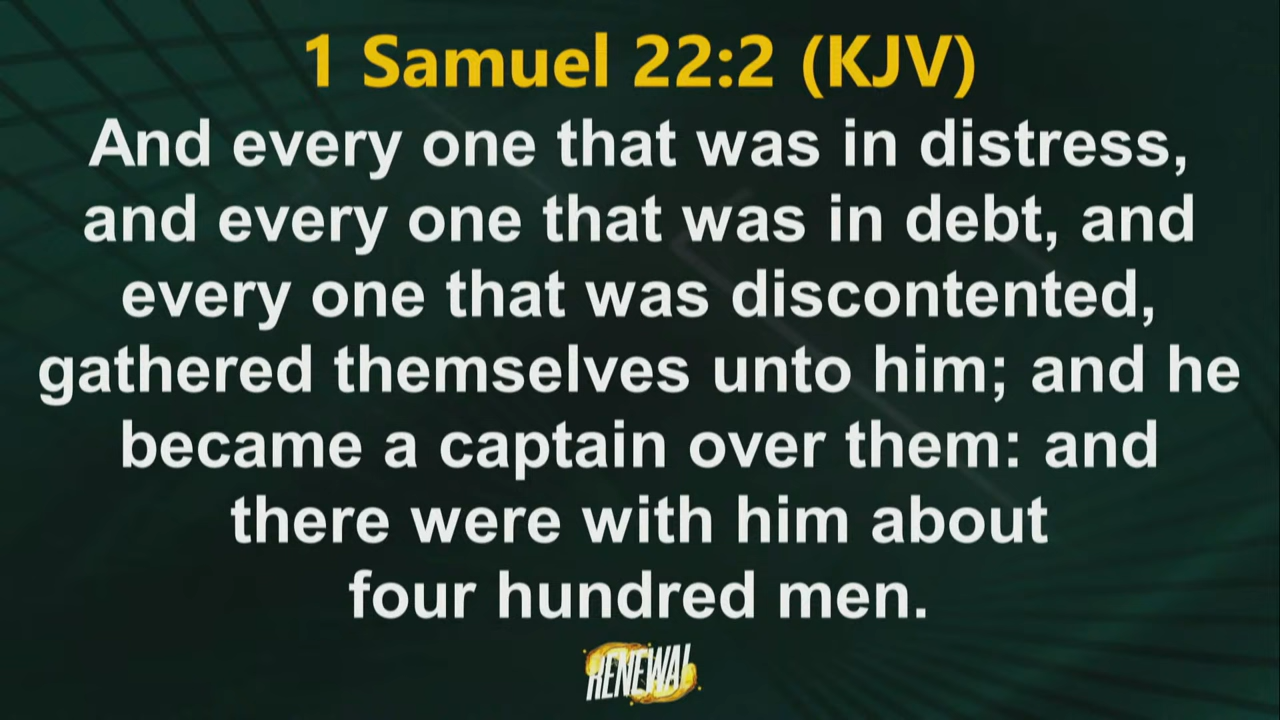 1 Samuel 22:2 (KJV)
And every one that was in distress,
and every one that was in debt, and
every one that was discontented,
gathered themselves unto him; and he
became a captain over them: and
there were with him about
four hundred men.
RENEWAL